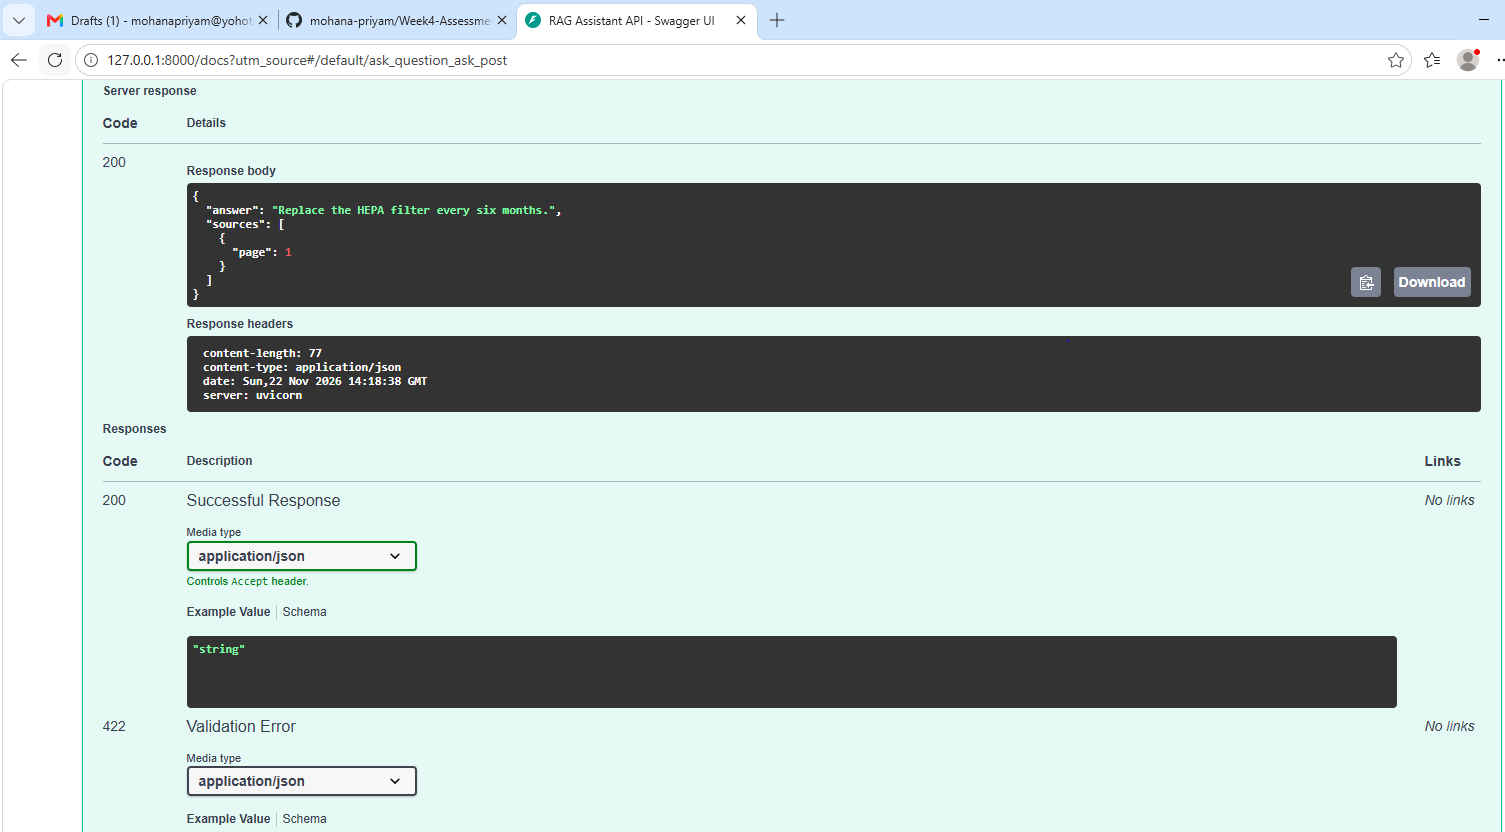 Drafts (1) - mohanapriyam@yohot
mohana-priyam/Week4-Assessme
RAG Assistant API - Swagger UI
127.0.0.1:8000/docs?utm_source#/default/ask_question_ask_post
Server response
Code Details
200
Response body
{
"answer": "Replace the HEPA filter every six months.",
"sources": [
{
"page": 1
}
]
}
Download
Response headers
content-length: 77
content-type: application/json
date: Sun,22 Nov 2026 14:18:38 GMT
server: uvicorn
Responses
Code Description Links
200 Successful Response No links
Media type
application/json
Controls Accept header.
Example Value Schema
"string"
422 Validation Error No links
Media type
application/json
Example Value Schema